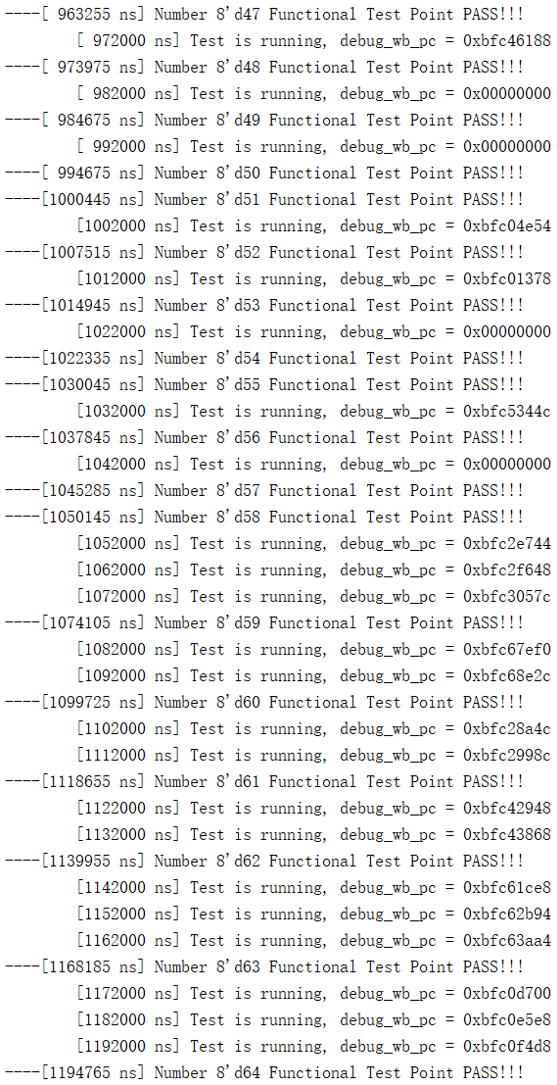 ----[ 963255 ns] Number 8'd47 Functional Test Point PASS!!!
[ 972000 ns] Test is running, debug_wb_pc = 0xbfc46188
----[ 973975 ns] Number 8'd48 Functional Test Point PASS!!!
[ 982000 ns] Test is running, debug_wb_pc = 0x00000000
----[ 984675 ns] Number 8'd49 Functional Test Point PASS!!!
[ 992000 ns] Test is running, debug_wb_pc = 0x00000000
----[ 994675 ns] Number 8'd50 Functional Test Point PASS!!!
----[1000445 ns] Number 8'd51 Functional Test Point PASS!!!
[1002000 ns] Test is running, debug_wb_pc = 0xbfc04e54
----[1007515 ns] Number 8'd52 Functional Test Point PASS!!!
[1012000 ns] Test is running, debug_wb_pc = 0xbfc01378
----[1014945 ns] Number 8'd53 Functional Test Point PASS!!!
[1022000 ns] Test is running, debug_wb_pc = 0x00000000
----[1022335 ns] Number 8'd54 Functional Test Point PASS!!!
----[1030045 ns] Number 8'd55 Functional Test Point PASS!!!
[1032000 ns] Test is running, debug_wb_pc = 0xbfc5344c
----[1037845 ns] Number 8'd56 Functional Test Point PASS!!!
[1042000 ns] Test is running, debug_wb_pc = 0x00000000
----[1045285 ns] Number 8'd57 Functional Test Point PASS!!!
----[1050145 ns] Number 8'd58 Functional Test Point PASS!!!
[1052000 ns] Test is running, debug_wb_pc = 0xbfc2e744
[1062000 ns] Test is running, debug_wb_pc = 0xbfc2f648
[1072000 ns] Test is running, debug_wb_pc = 0xbfc3057c
----[1074105 ns] Number 8'd59 Functional Test Point PASS!!!
[1082000 ns] Test is running, debug_wb_pc = 0xbfc67ef0
[1092000 ns] Test is running, debug_wb_pc = 0xbfc68e2c
----[1099725 ns] Number 8'd60 Functional Test Point PASS!!!
[1102000 ns] Test is running, debug_wb_pc = 0xbfc28a4c
[1112000 ns] Test is running, debug_wb_pc = 0xbfc2998c
----[1118655 ns] Number 8'd61 Functional Test Point PASS!!!
[1122000 ns] Test is running, debug_wb_pc = 0xbfc42948
[1132000 ns] Test is running, debug_wb_pc = 0xbfc43868
----[1139955 ns] Number 8'd62 Functional Test Point PASS!!!
[1142000 ns] Test is running, debug_wb_pc = 0xbfc61ce8
[1152000 ns] Test is running, debug_wb_pc = 0xbfc62b94
[1162000 ns] Test is running, debug_wb_pc = 0xbfc63aa4
----[1168185 ns] Number 8'd63 Functional Test Point PASS!!!
[1172000 ns] Test is running, debug_wb_pc = 0xbfc0d700
[1182000 ns] Test is running, debug_wb_pc = 0xbfc0e5e8
[1192000 ns] Test is running, debug_wb_pc = 0xbfc0f4d8
----[1194765 ns] Number 8'd64 Functional Test Point PASS!!!